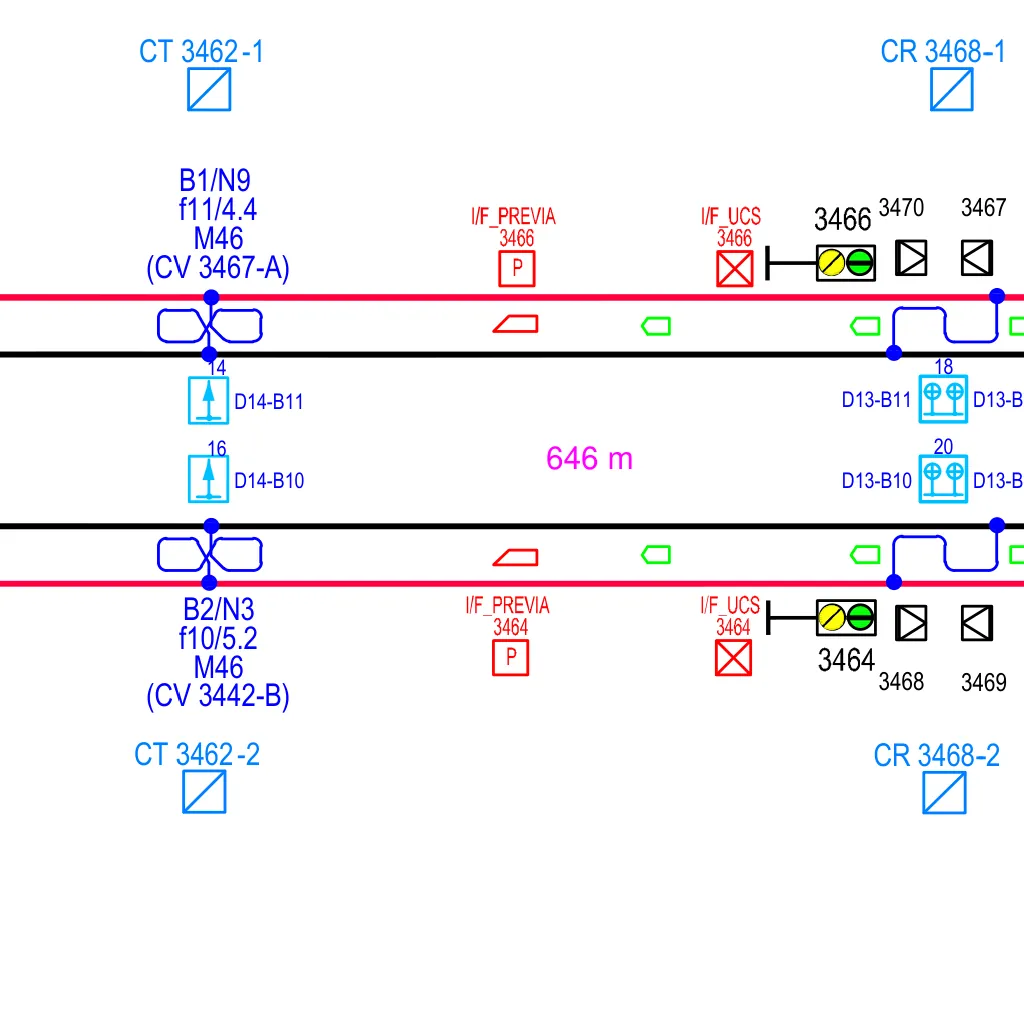 CT 3462-1
CR 3468-1
B1/N9
f11/4.4
M46
(CV 3467-A)
I/F_PREVIA
3466
P
I/F_UCS
3466
3466
3470
3467
14
D14-B11
16
D14-B10
646 m
18
D13-B11
D13-B
20
D13-B10
D13-B
B2/N3
f10/5.2
M46
(CV 3442-B)
I/F_PREVIA
3464
P
I/F_UCS
3464
3464
3468
3469
CT 3462-2
CR 3468-2